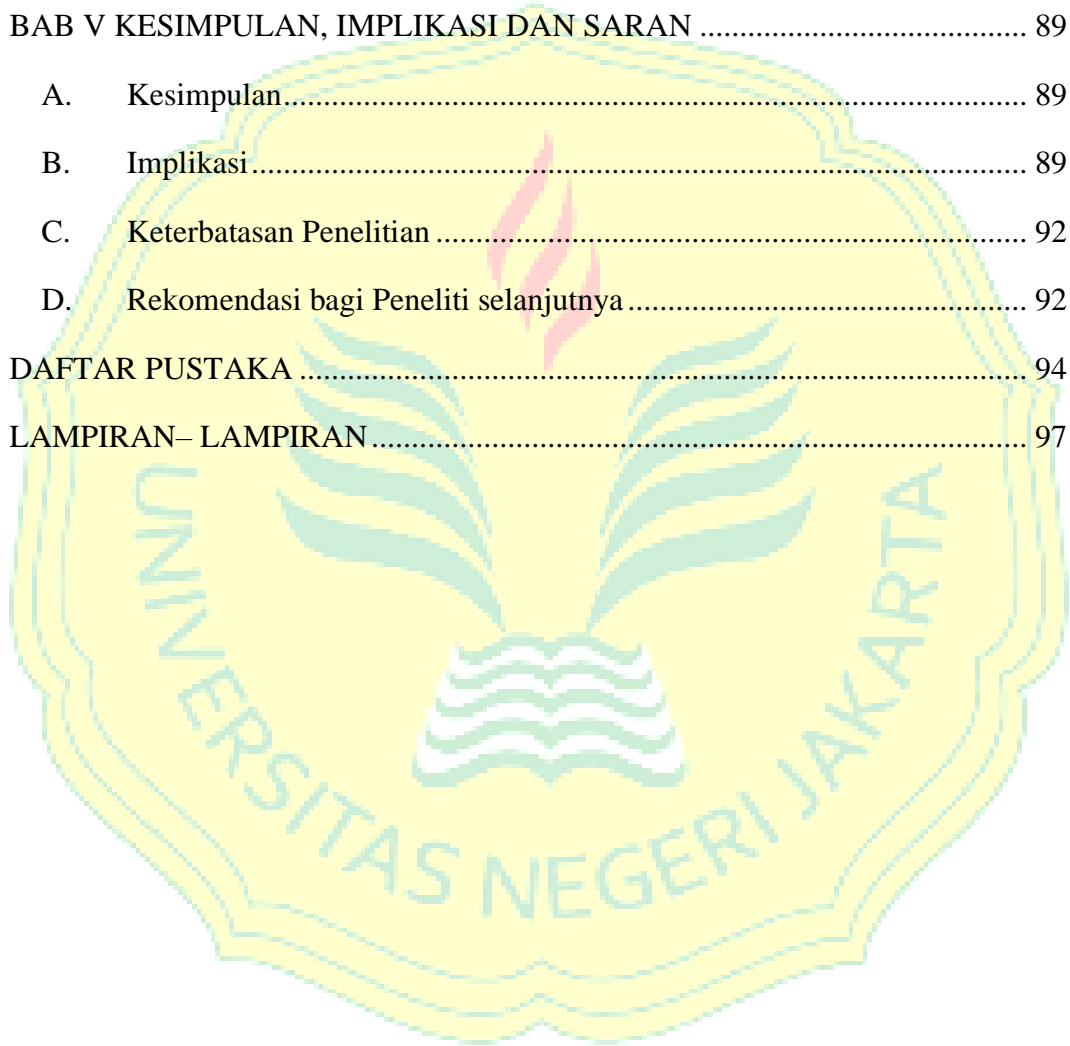 BAB V KESIMPULAN, IMPLIKASI DAN SARAN ................................... 89
A. Kesimpulan.................................................................................. 89
B. Implikasi...................................................................................... 89
C. Keterbatasan Penelitian ............................................................... 92
D. Rekomendasi bagi Peneliti selanjutnya ........................................... 92
DAFTAR PUSTAKA .............................................................................. 94
LAMPIRAN– LAMPIRAN...................................................................... 97
UNIVERSITAS NEGERI JAKARTA